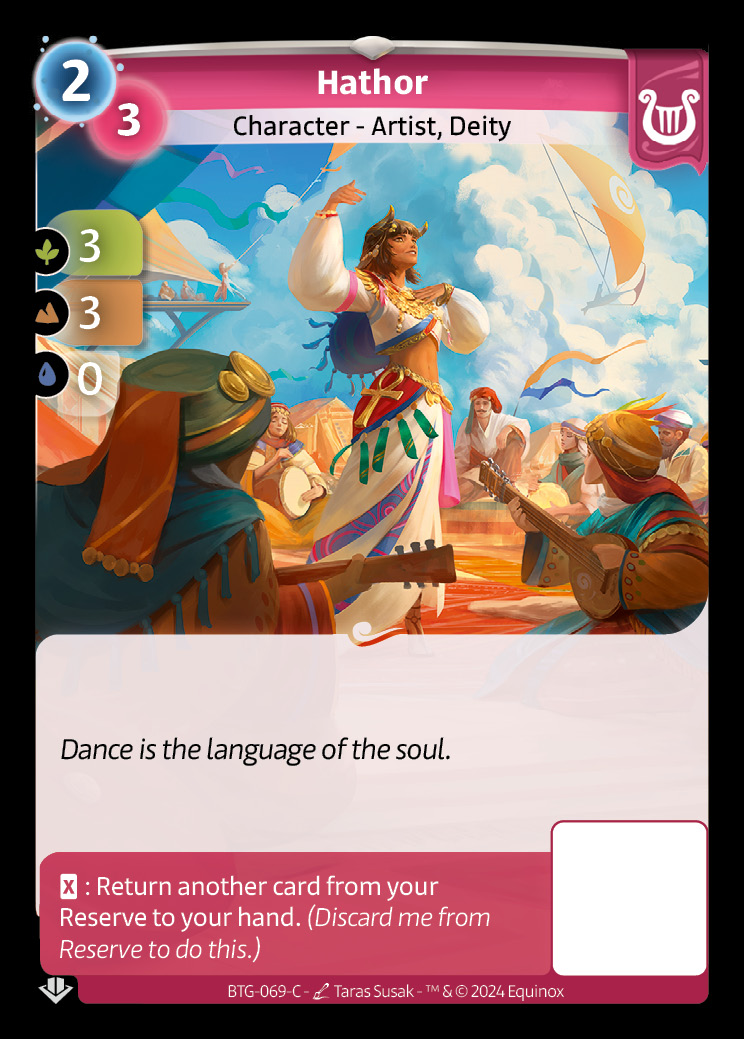 2
Hathor
3
Character - Artist, Deity
3
3
0
Dance is the language of the soul.
X : Return another card from your
Reserve to your hand. (Discard me from
Reserve to do this.)
BTG-069-C - Taras Susak - ™ & © 2024 Equinox